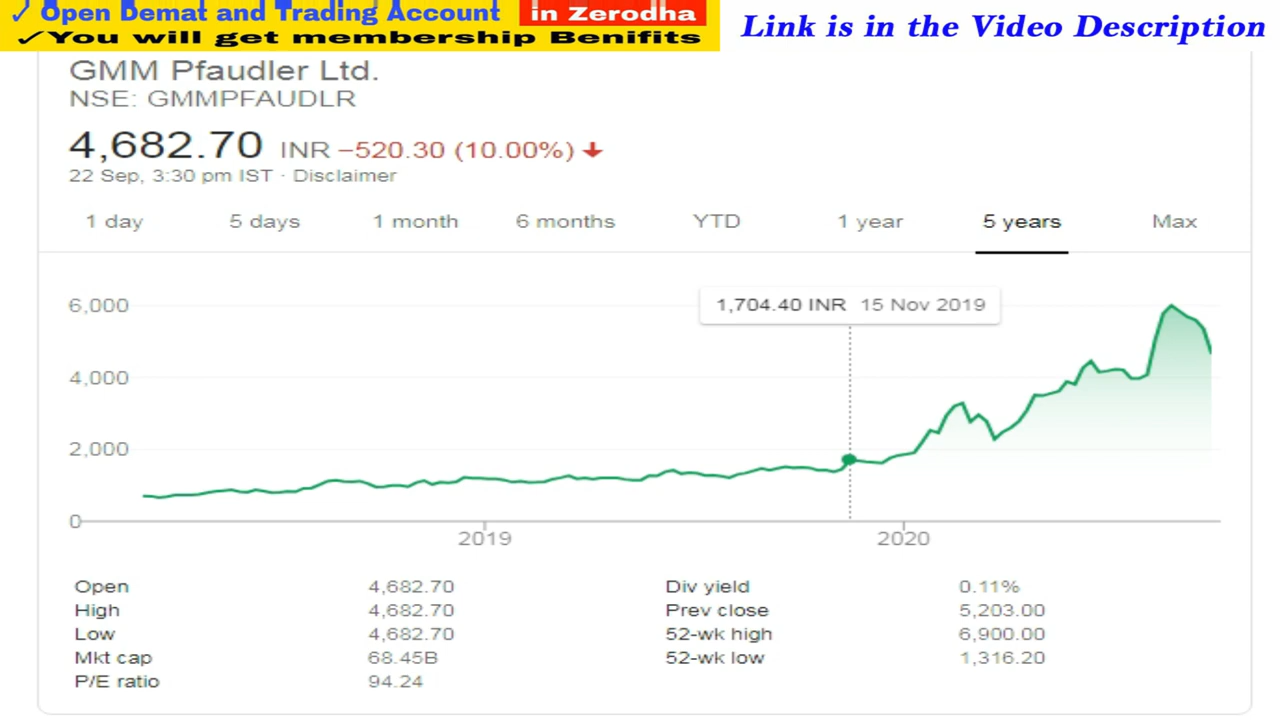 ✓ Open Demat and Trading Account in Zerodha
✓You will get membership Benifits
Link is in the Video Description
GMM Pfaudler Ltd.
NSE: GMMPFAUDLR
4,682.70 INR −520.30 (10.00%) ↓
22 Sep, 3:30 pm IST · Disclaimer
1 day 5 days 1 month 6 months YTD 1 year 5 years Max
1,704.40 INR 15 Nov 2019
6,000
4,000
2,000
0
2019 2020
Open 4,682.70 Div yield 0.11%
High 4,682.70 Prev close 5,203.00
Low 4,682.70 52-wk high 6,900.00
Mkt cap 68.45B 52-wk low 1,316.20
P/E ratio 94.24